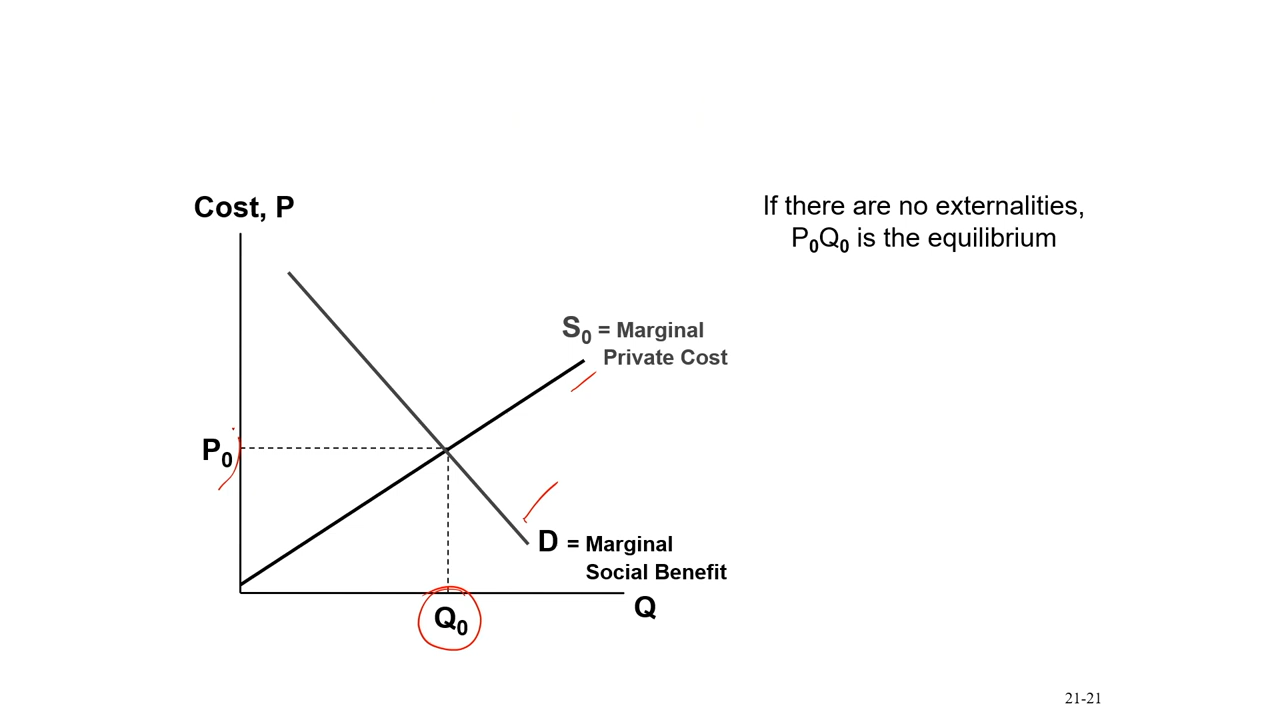 Cost, P
If there are no externalities,
P₀Q₀ is the equilibrium
S₀ = Marginal
Private Cost
P₀
D = Marginal
Social Benefit
Q₀
Q
21-21